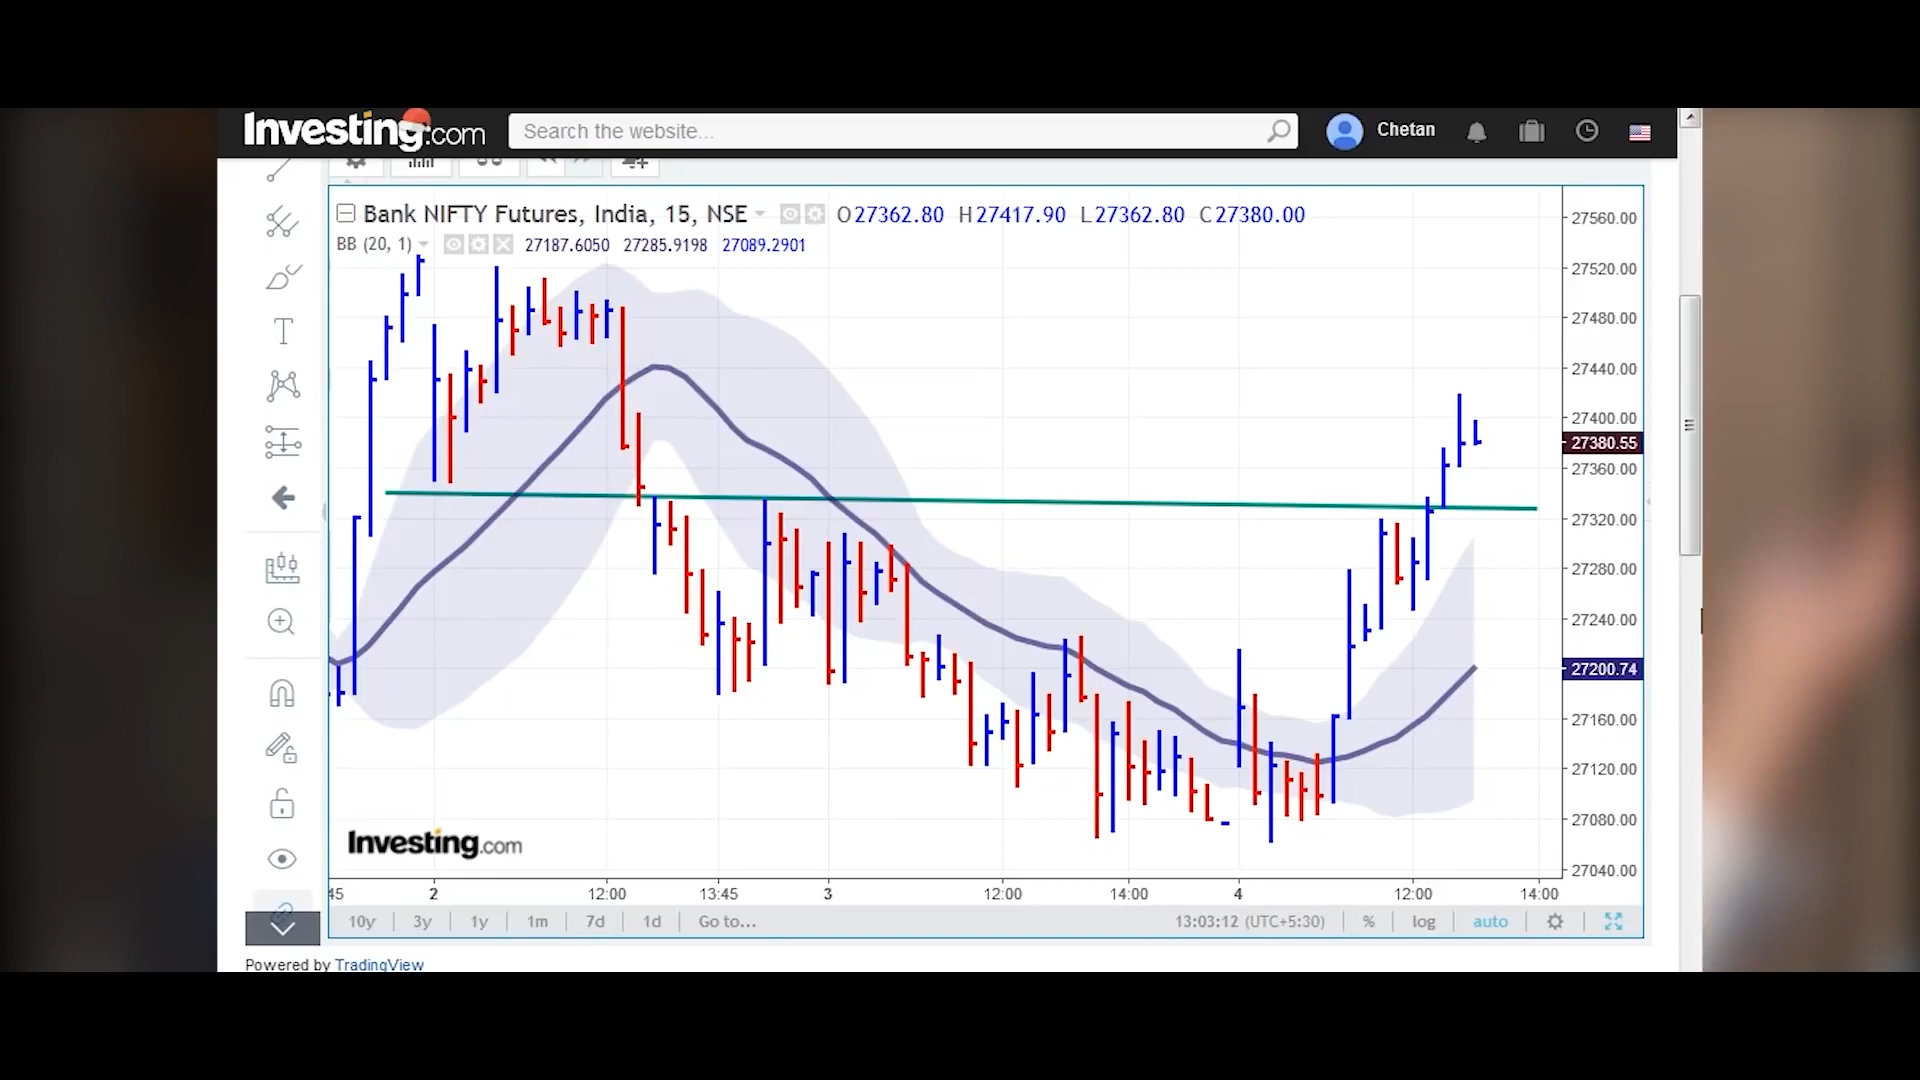 Investing.com
Search the website...
Chetan
Bank NIFTY Futures, India, 15, NSE O27362.80 H27417.90 L27362.80 C27380.00
BB (20, 1) 27187.6050 27285.9198 27089.2901
27560.00
27520.00
27480.00
27440.00
27400.00
27380.55
27360.00
27320.00
27280.00
27240.00
27200.74
27160.00
27120.00
27080.00
27040.00
T
Investing.com
45 2 12:00 13:45 3 12:00 14:00 4 12:00 14:00
10y 3y 1y 1m 7d 1d Go to... 13:03:12 (UTC+5:30) % log auto
Powered by TradingView